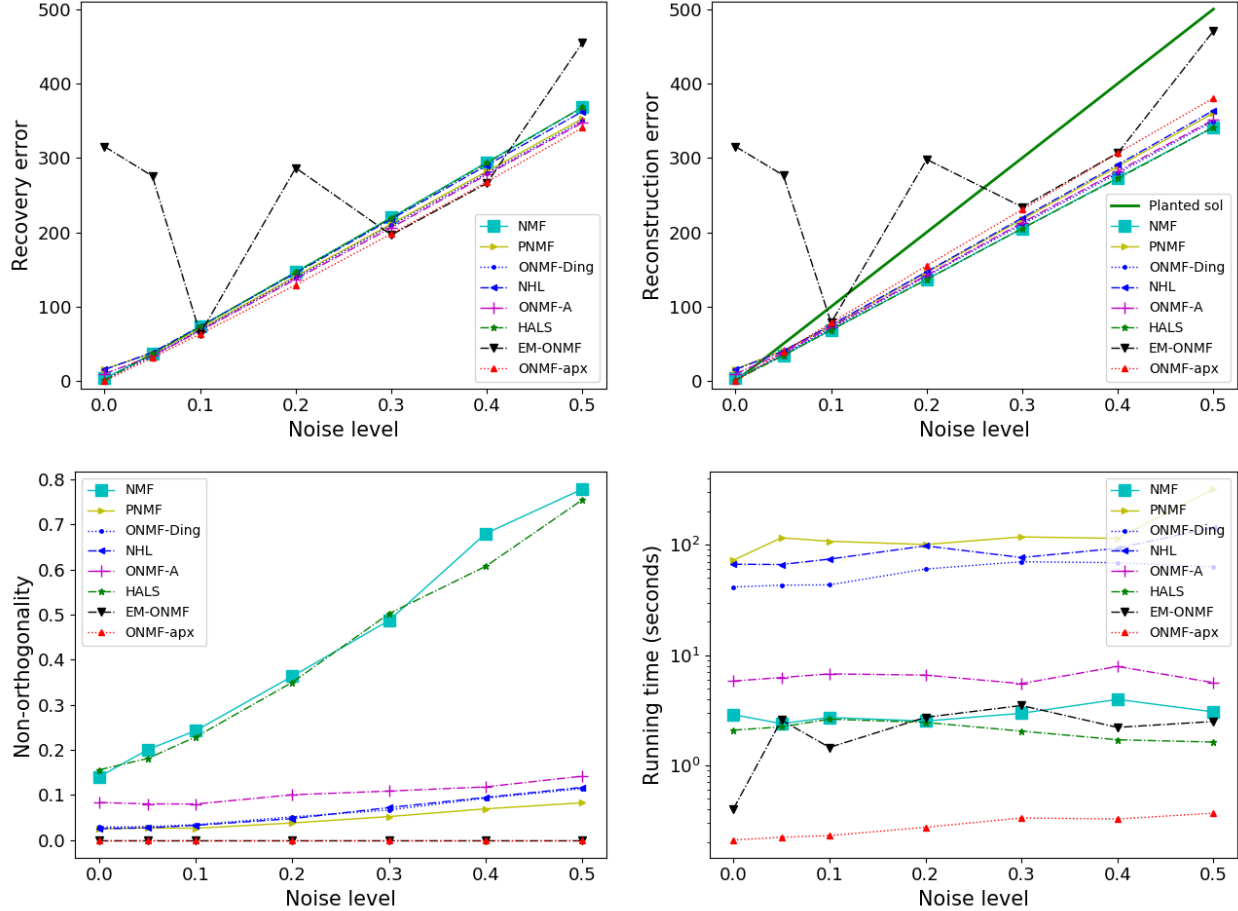 500
400
300
200
100
0
Recovery error
NMF
PNMF
ONMF-Ding
NHL
ONMF-A
HALS
EM-ONMF
ONMF-apx
0.0 0.1 0.2 0.3 0.4 0.5
Noise level
500
400
300
200
100
0
Reconstruction error
Planted sol
NMF
PNMF
ONMF-Ding
NHL
ONMF-A
HALS
EM-ONMF
ONMF-apx
0.0 0.1 0.2 0.3 0.4 0.5
Noise level
0.8
0.7
0.6
0.5
0.4
0.3
0.2
0.1
0.0
Non-orthogonality
NMF
PNMF
ONMF-Ding
NHL
ONMF-A
HALS
EM-ONMF
ONMF-apx
0.0 0.1 0.2 0.3 0.4 0.5
Noise level
10²
10¹
10⁰
Running time (seconds)
NMF
PNMF
ONMF-Ding
NHL
ONMF-A
HALS
EM-ONMF
ONMF-apx
0.0 0.1 0.2 0.3 0.4 0.5
Noise level